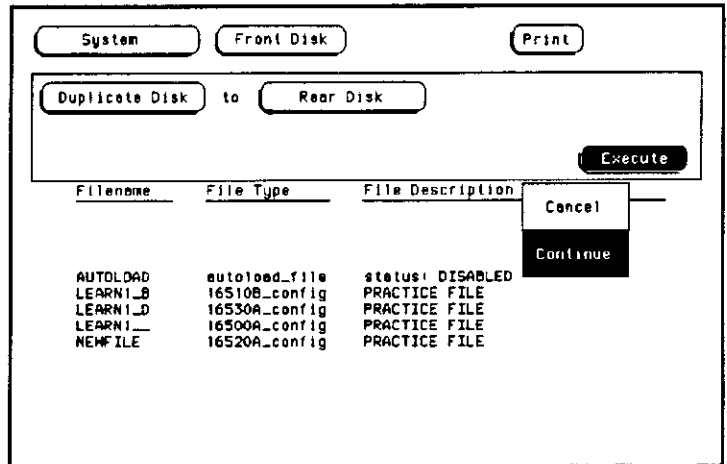 System Front Disk Print
Duplicate Disk to Rear Disk
Execute
Filename File Type File Description
Cancel
Continue
AUTOLOAD autoload_file status: DISABLED
LEARN1_B 16510B_config PRACTICE FILE
LEARN1_D 16530A_config PRACTICE FILE
LEARN1__ 16500A_config PRACTICE FILE
NEWFILE 16520A_config PRACTICE FILE